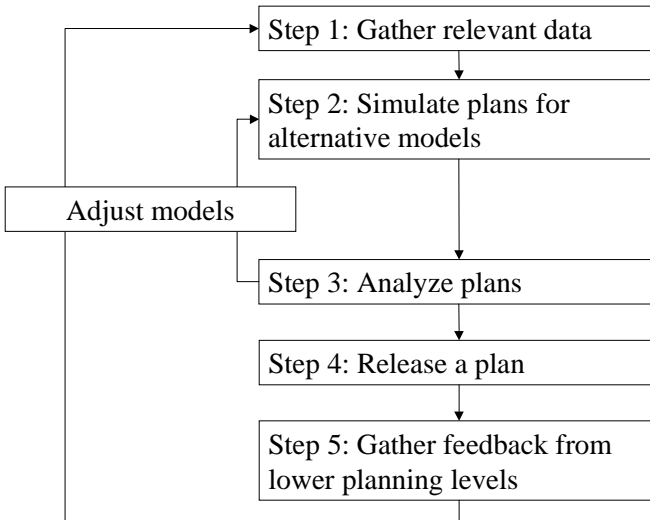 Step 1: Gather relevant data
Step 2: Simulate plans for
alternative models
Adjust models
Step 3: Analyze plans
Step 4: Release a plan
Step 5: Gather feedback from
lower planning levels